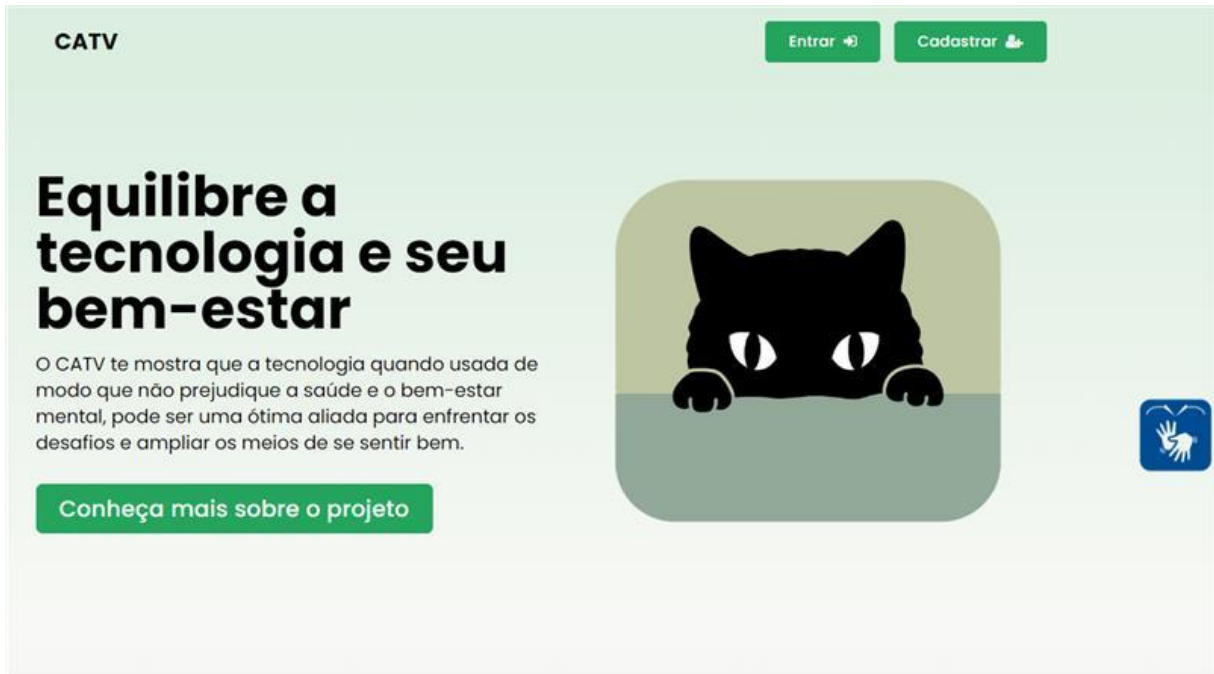 CATV
Entrar
Cadastrar
Equilibre a
tecnologia e seu
bem-estar
O CATV te mostra que a tecnologia quando usada de
modo que não prejudique a saúde e o bem-estar
mental, pode ser uma ótima aliada para enfrentar os
desafios e ampliar os meios de se sentir bem.
Conheça mais sobre o projeto